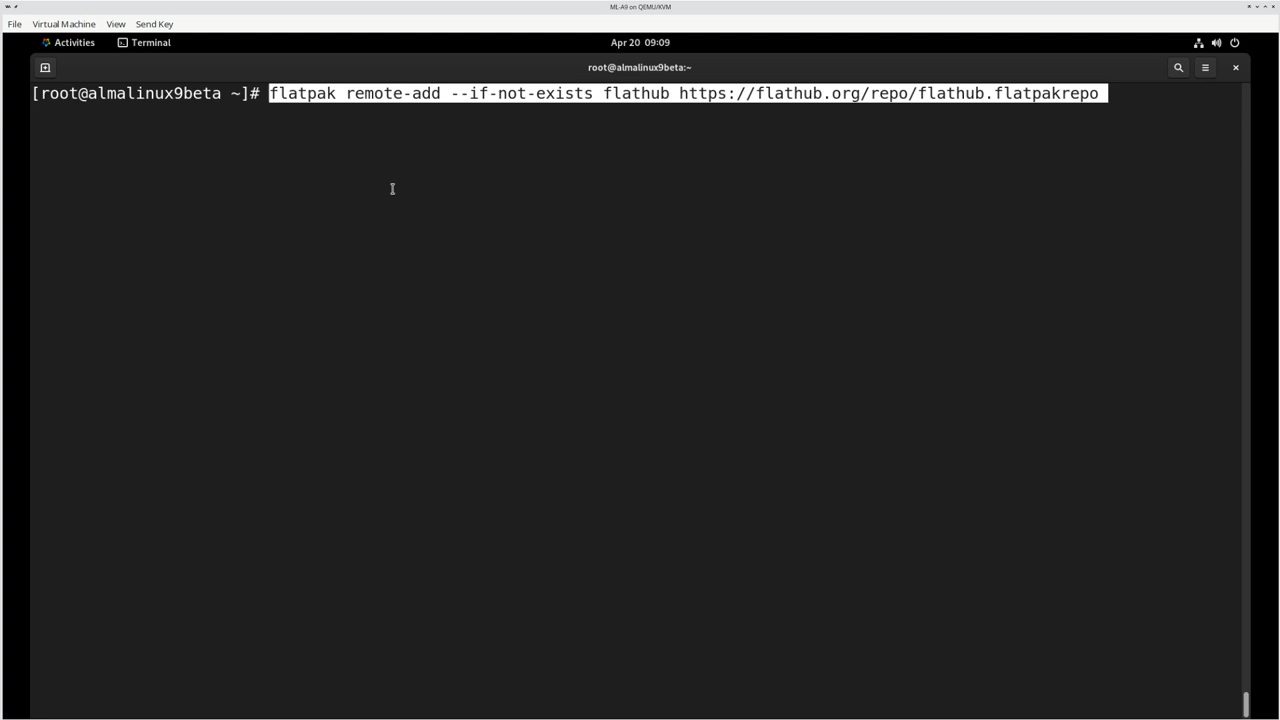 ML-A9 on QEMU/KVM
File Virtual Machine View Send Key
Activities Terminal Apr 20 09:09
root@almalinux9beta:~
[root@almalinux9beta ~]# flatpak remote-add --if-not-exists flathub https://flathub.org/repo/flathub.flatpakrepo